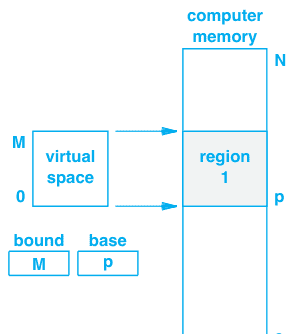 computer
memory
N
M
virtual
space
0
region
1
p
bound
base
M
p